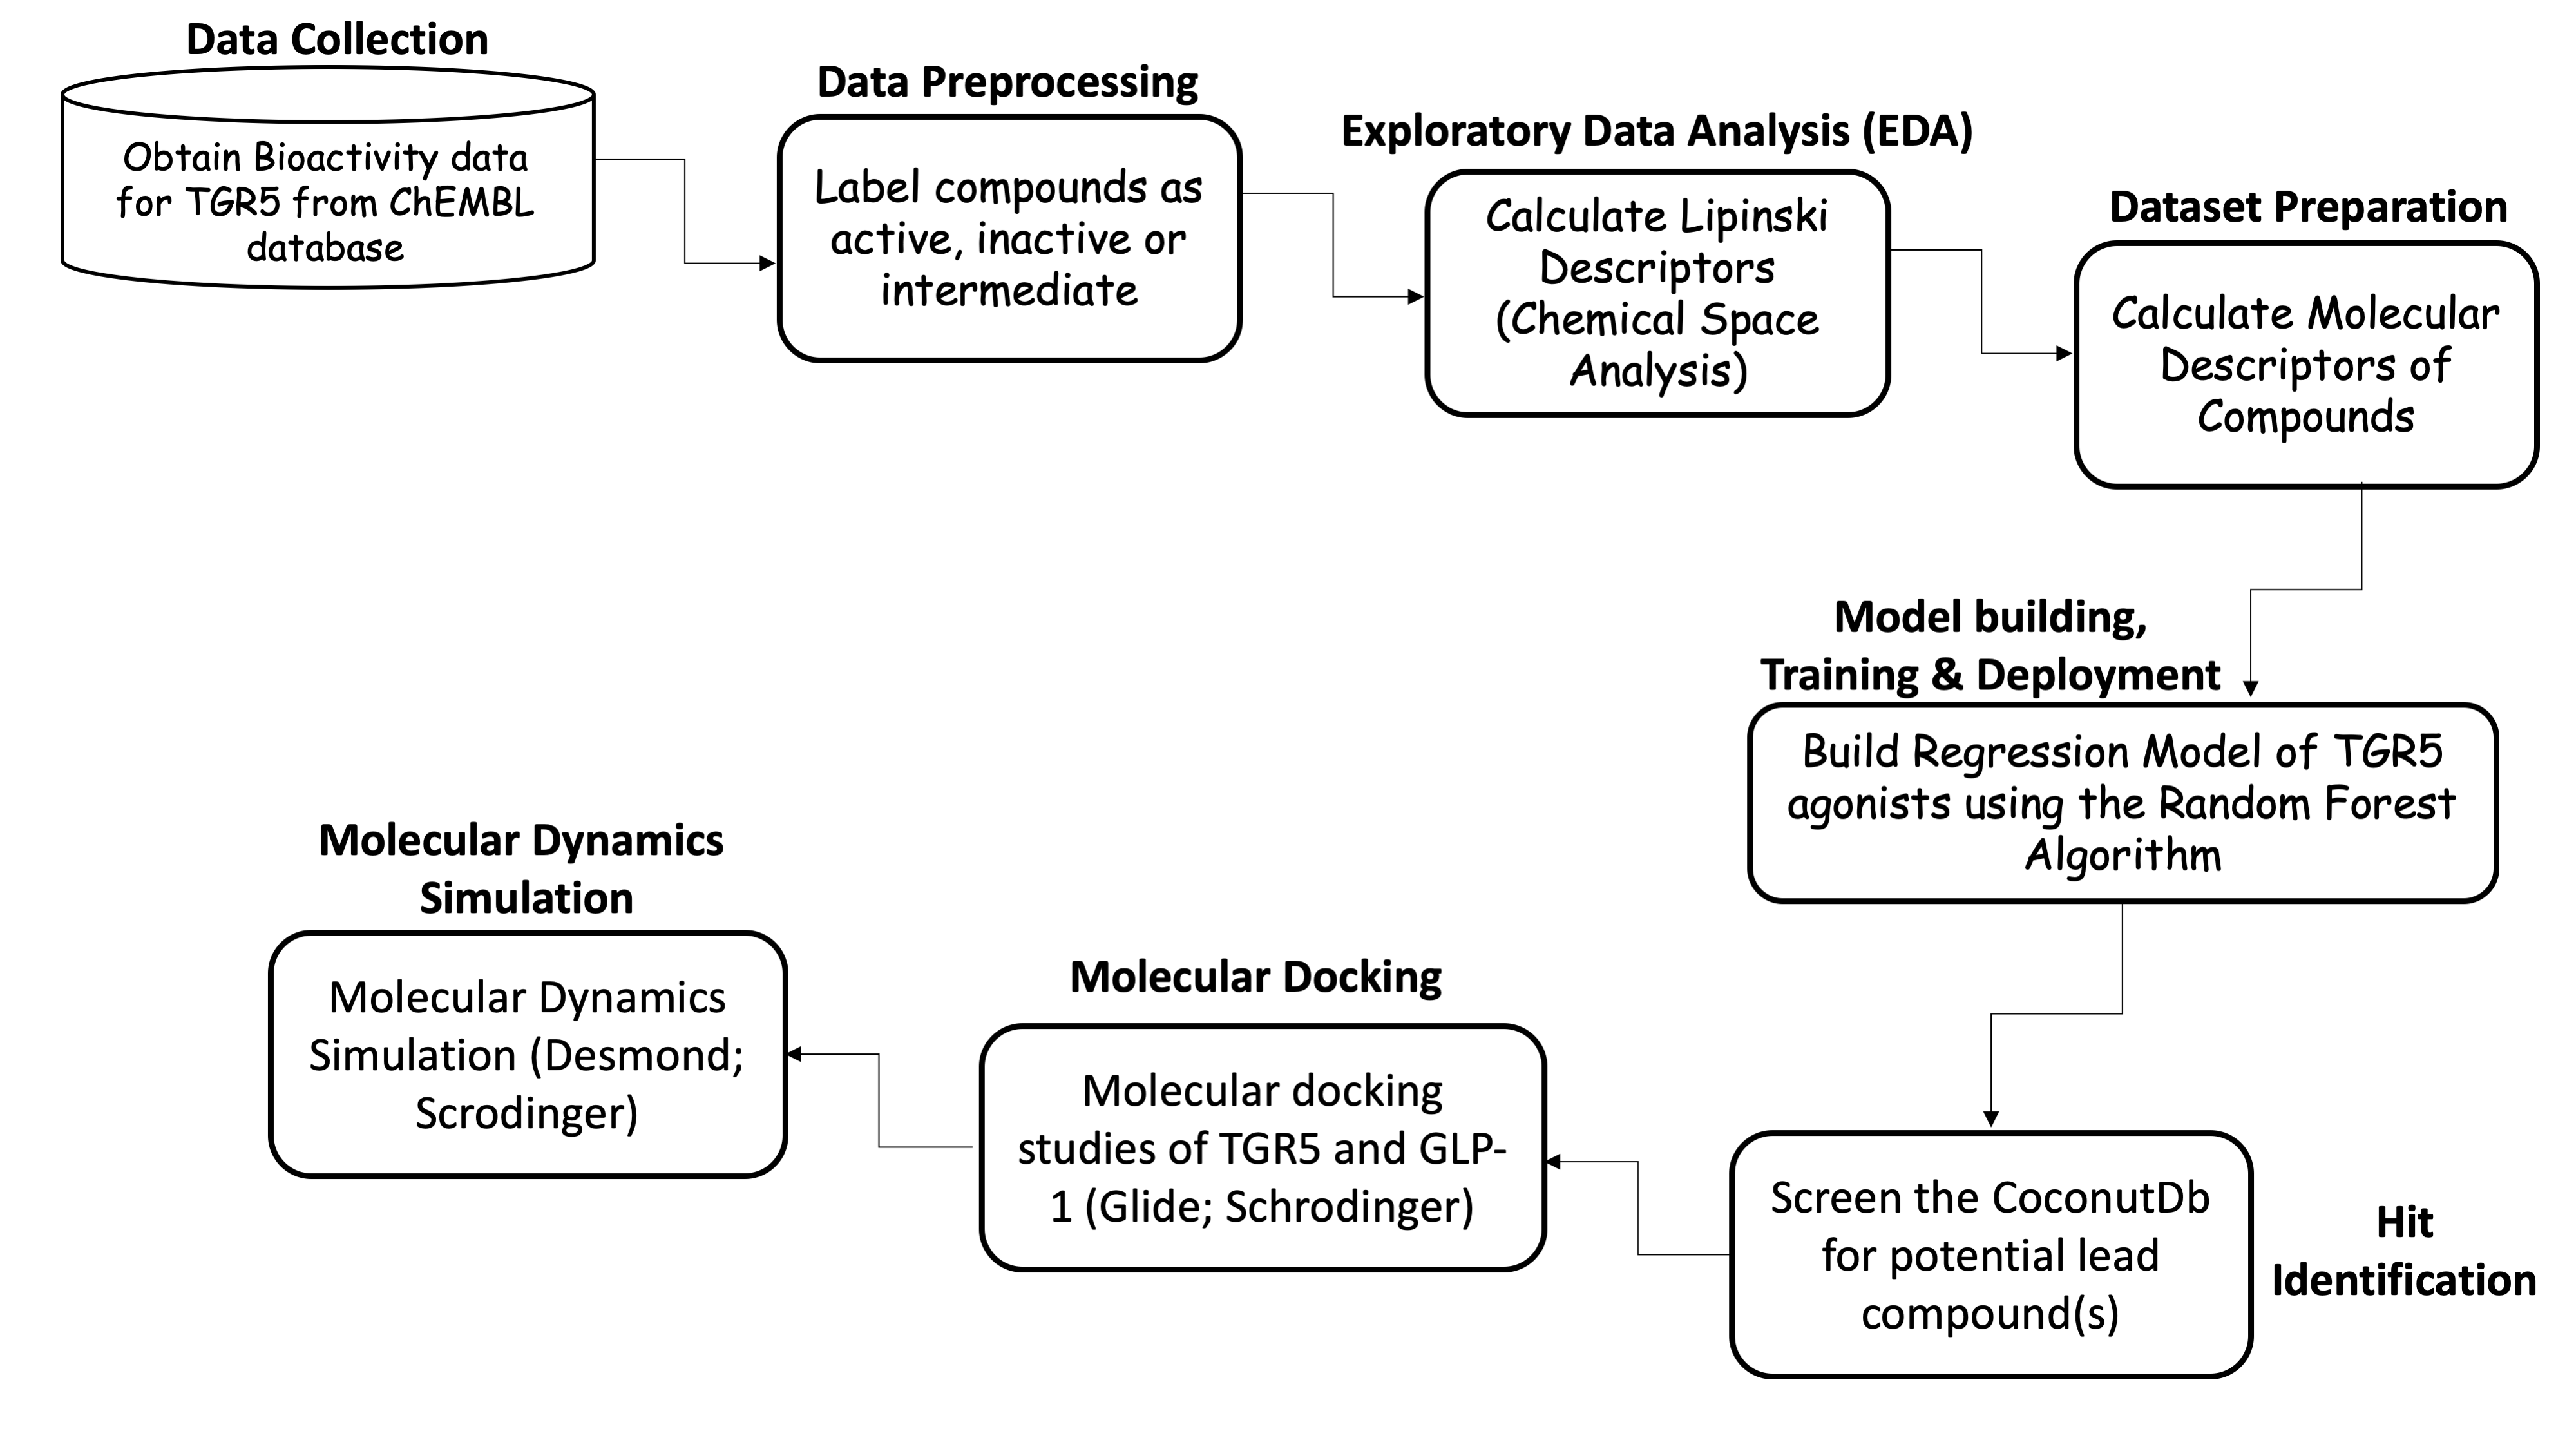 Data Collection
Obtain Bioactivity data
for TGR5 from ChEMBL
database
Data Preprocessing
Label compounds as
active, inactive or
intermediate
Exploratory Data Analysis (EDA)
Calculate Lipinski
Descriptors
(Chemical Space
Analysis)
Dataset Preparation
Calculate Molecular
Descriptors of
Compounds
Model building,
Training & Deployment
Build Regression Model of TGR5
agonists using the Random Forest
Algorithm
Screen the CoconutDb
for potential lead
compound(s)
Hit
Identification
Molecular Docking
Molecular docking
studies of TGR5 and GLP-
1 (Glide; Schrodinger)
Molecular Dynamics
Simulation
Molecular Dynamics
Simulation (Desmond;
Scrodinger)